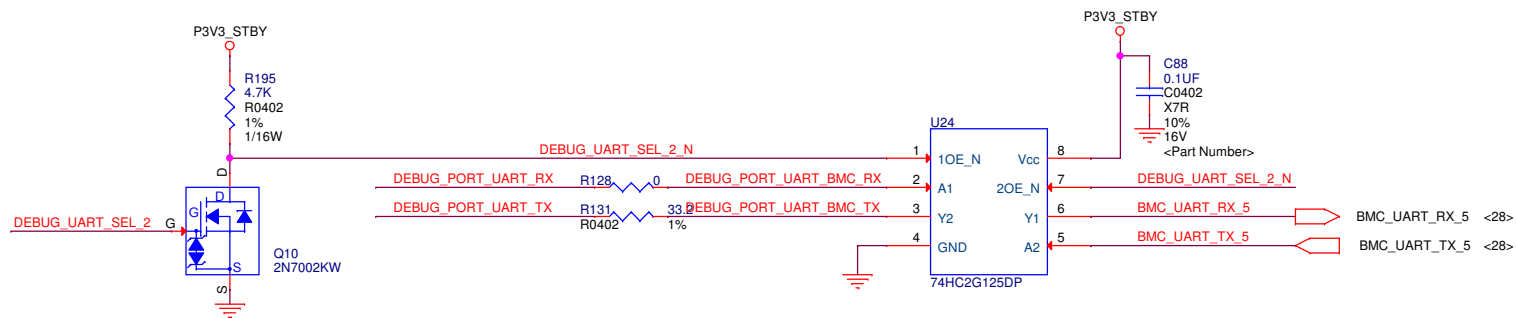 P3V3_STBY
R195
4.7K
R0402
1%
1/16W
D
DEBUG_UART_SEL_2
G
D
G
S
S
Q10
2N7002KW
DEBUG_UART_SEL_2_N
DEBUG_PORT_UART_RX
R128
0
DEBUG_PORT_UART_BMC_RX
DEBUG_PORT_UART_TX
R131
33.2
DEBUG_PORT_UART_BMC_TX
R0402
1%
U24
1
1OE_N
2
A1
3
Y2
4
GND
Vcc
8
2OE_N
7
Y1
6
A2
5
74HC2G125DP
P3V3_STBY
C88
0.1UF
C0402
X7R
10%
16V
<Part Number>
DEBUG_UART_SEL_2_N
BMC_UART_RX_5
BMC_UART_RX_5 <28>
BMC_UART_TX_5
BMC_UART_TX_5 <28>